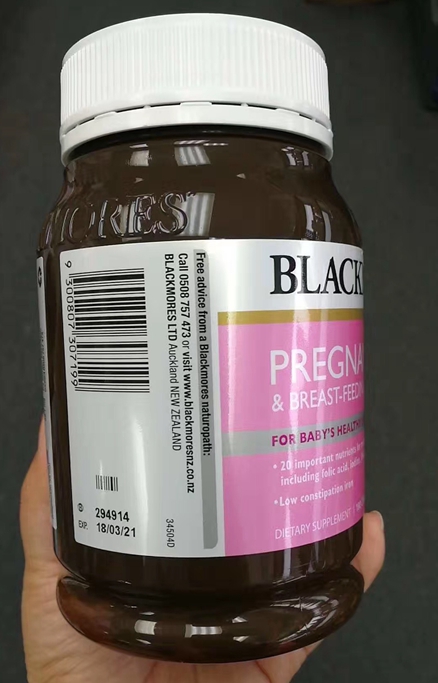 MORES
9 300807 307199
Free advice from a Blackmores naturopath:
Call 0508 757 473 or visit www.blackmoresnz.co.nz
BLACKMORES LTD Auckland NEW ZEALAND
34504D
294914
EXP. 18/03/21
BLACK
PREGNA
& BREAST-FEED
FOR BABY'S HEALTHY
• 20 important nutrients
including folic acid,
• Low constipation iron
DIETARY SUPPLEMENT